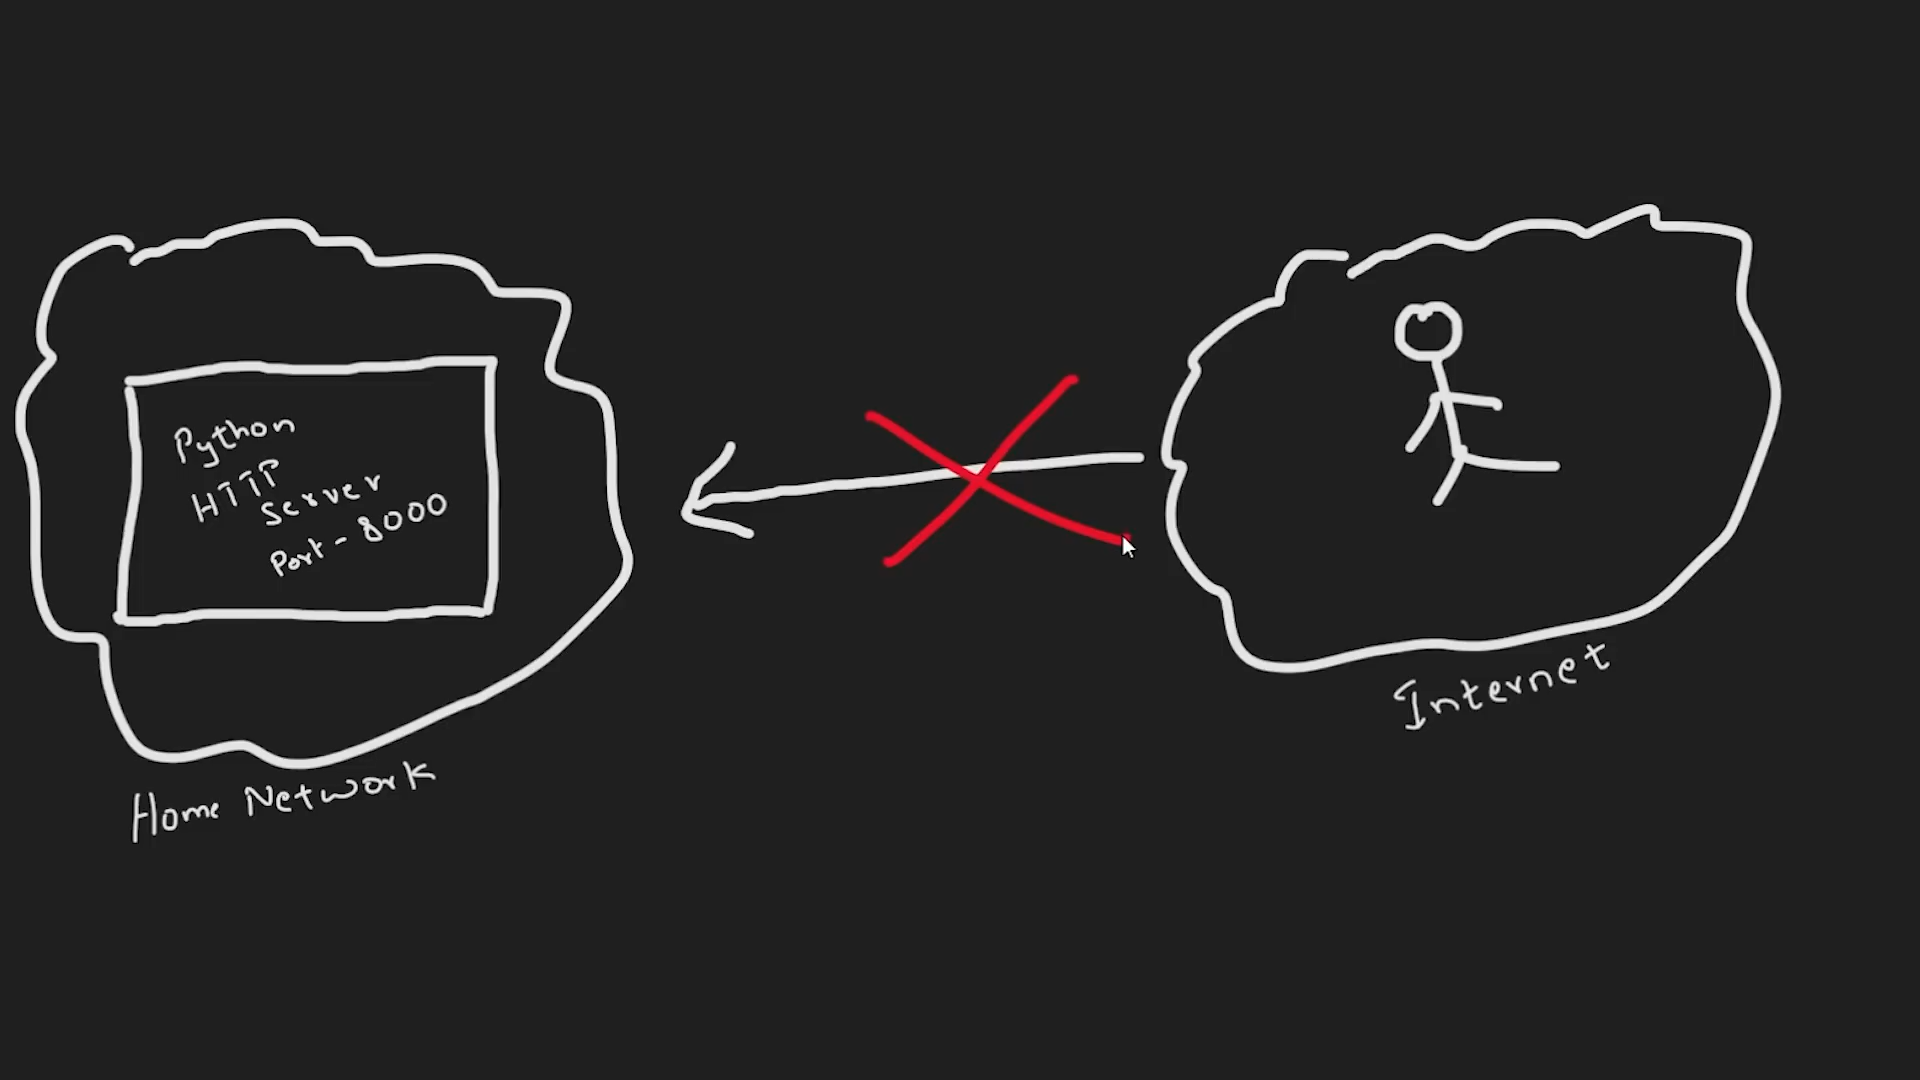 Python
HTTP
Server
Port - 8000
Home Network
Internet